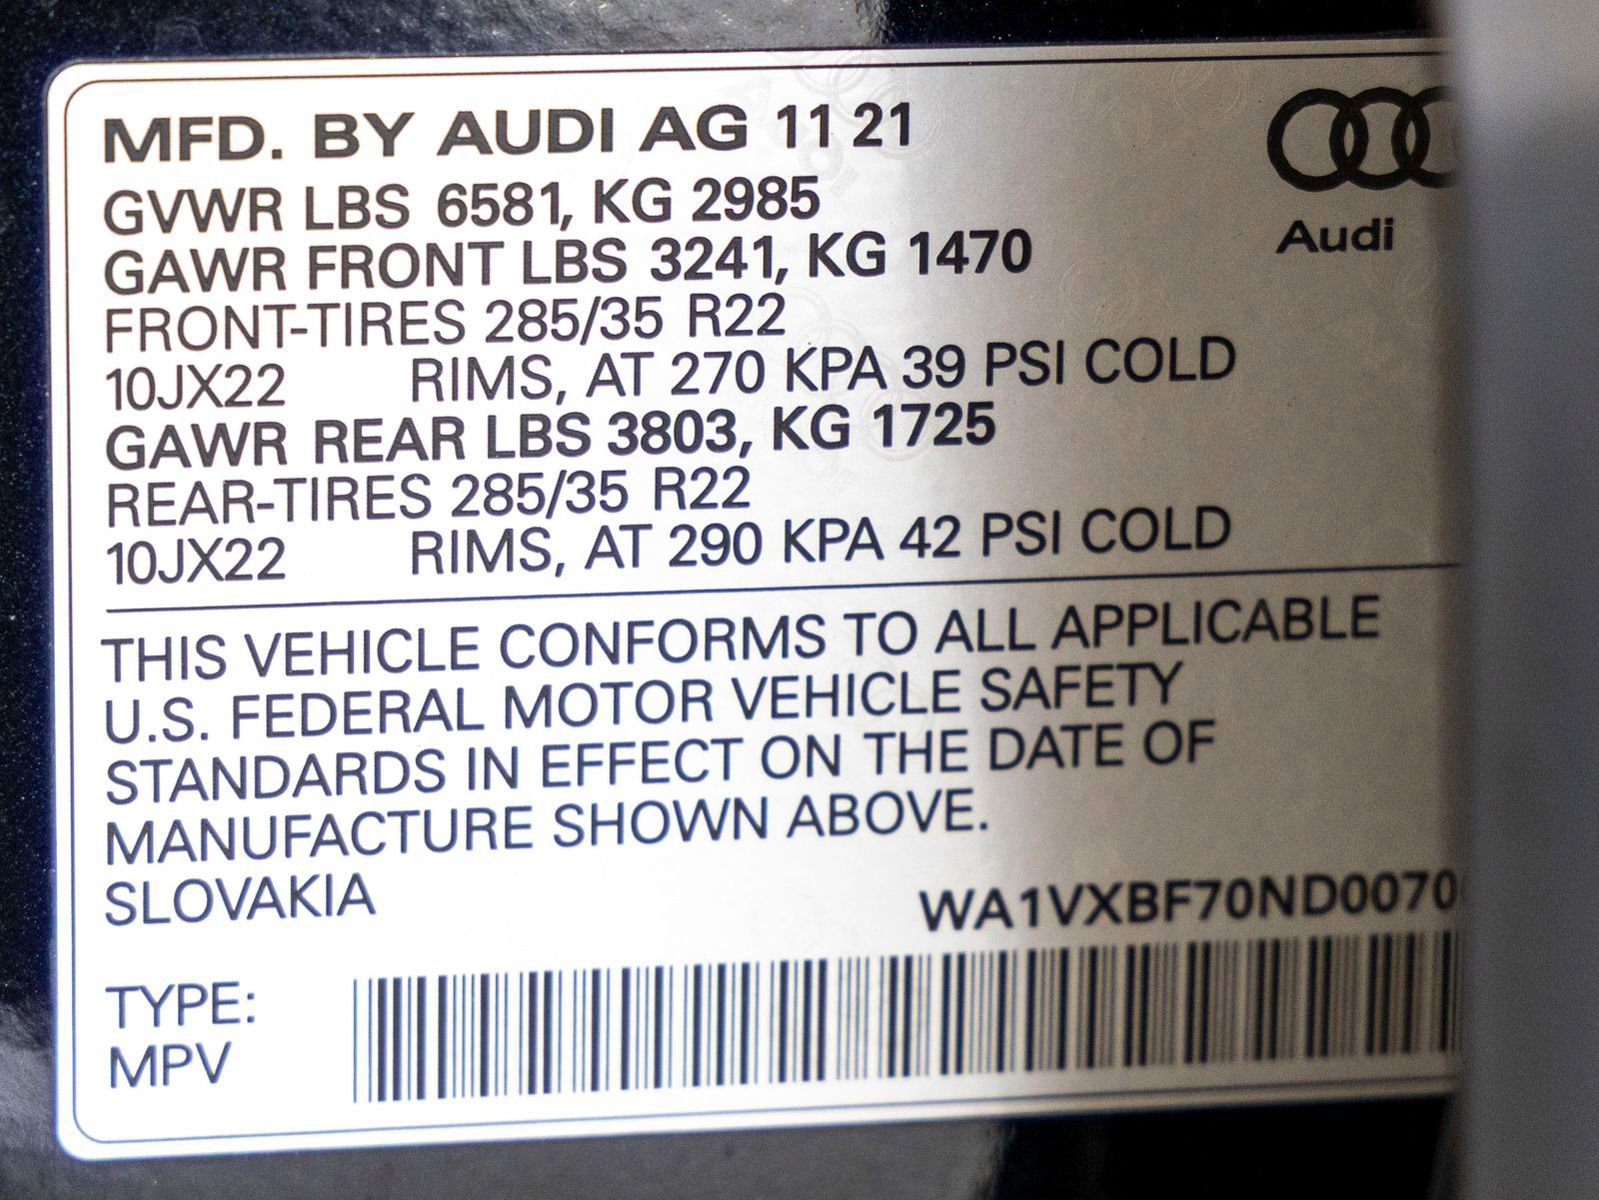 MFD. BY AUDI AG 11 21
GVWR LBS 6581, KG 2985
GAWR FRONT LBS 3241, KG 1470
FRONT-TIRES 285/35 R22
10JX22 RIMS, AT 270 KPA 39 PSI COLD
GAWR REAR LBS 3803, KG 1725
REAR-TIRES 285/35 R22
10JX22 RIMS, AT 290 KPA 42 PSI COLD
Audi
THIS VEHICLE CONFORMS TO ALL APPLICABLE
U.S. FEDERAL MOTOR VEHICLE SAFETY
STANDARDS IN EFFECT ON THE DATE OF
MANUFACTURE SHOWN ABOVE.
SLOVAKIA
WA1VXBF70ND0070
TYPE:
MPV